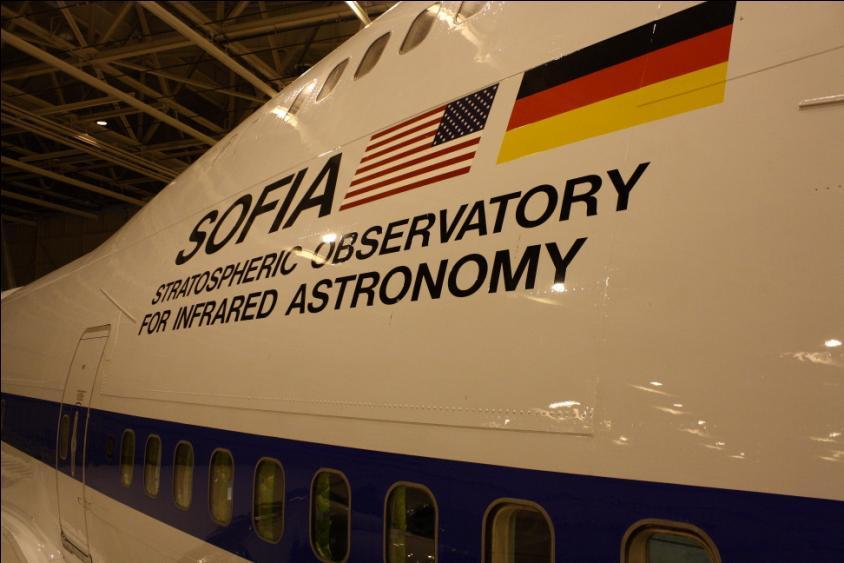 SOFIA
STRATOSPHERIC OBSERVATORY
FOR INFRARED ASTRONOMY